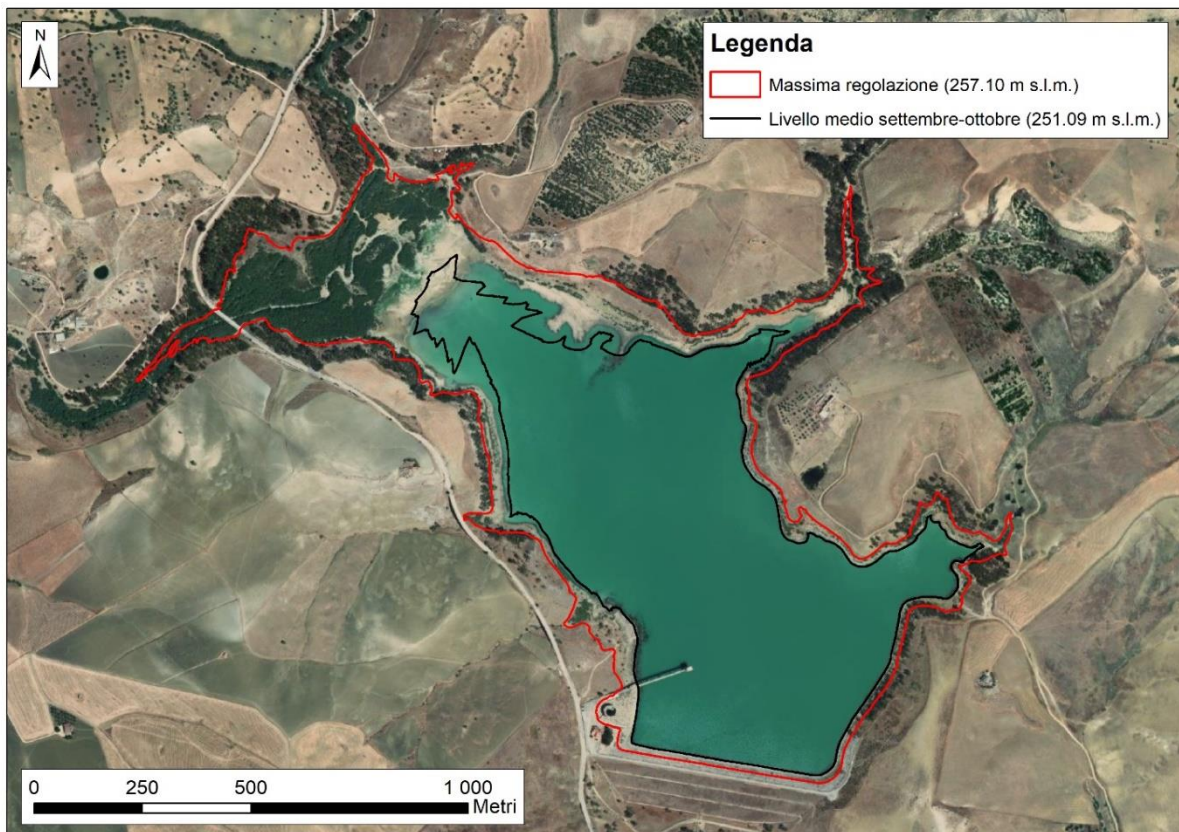 N
Legenda
Massima regolazione (257.10 m s.l.m.)
Livello medio settembre-ottobre (251.09 m s.l.m.)
0 250 500 1 000
Metri